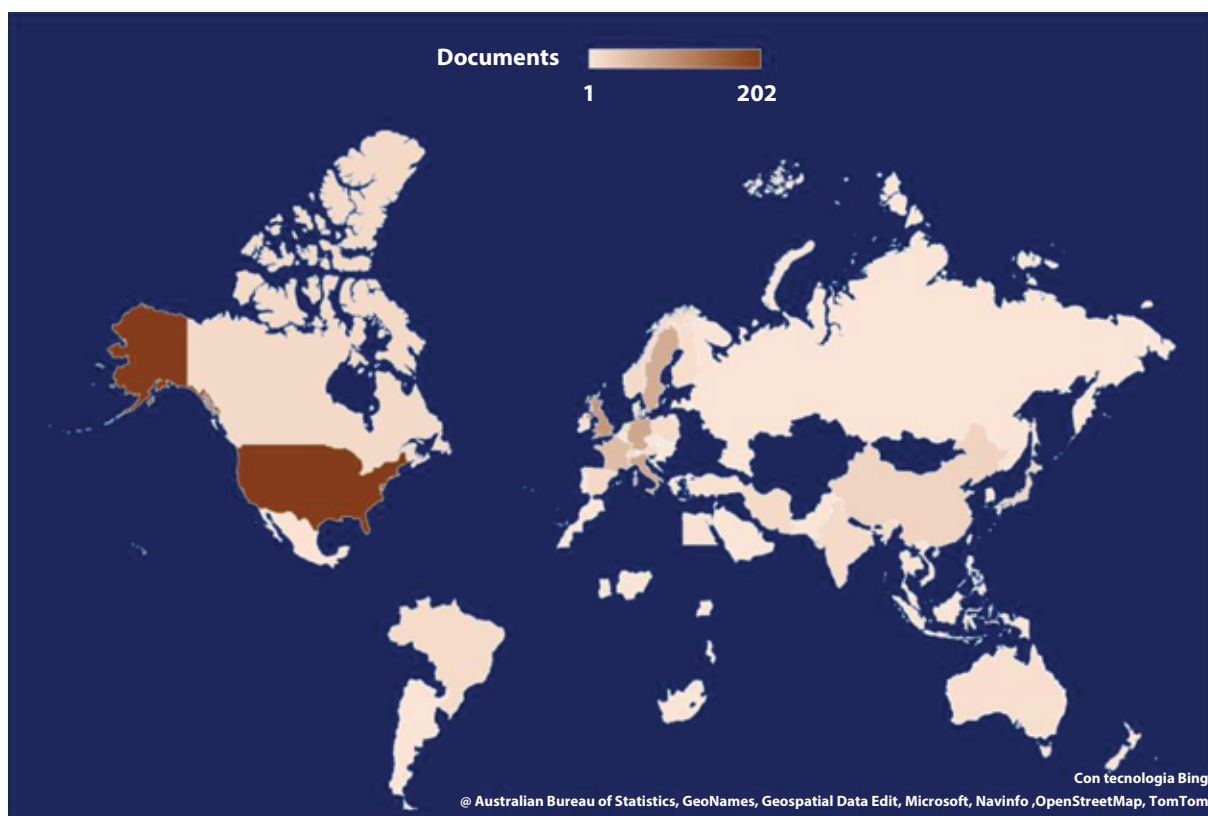 Documents
1 202
Con tecnologia Bing
@ Australian Bureau of Statistics, GeoNames, Geospatial Data Edit, Microsoft, Navinfo ,OpenStreetMap, TomTom